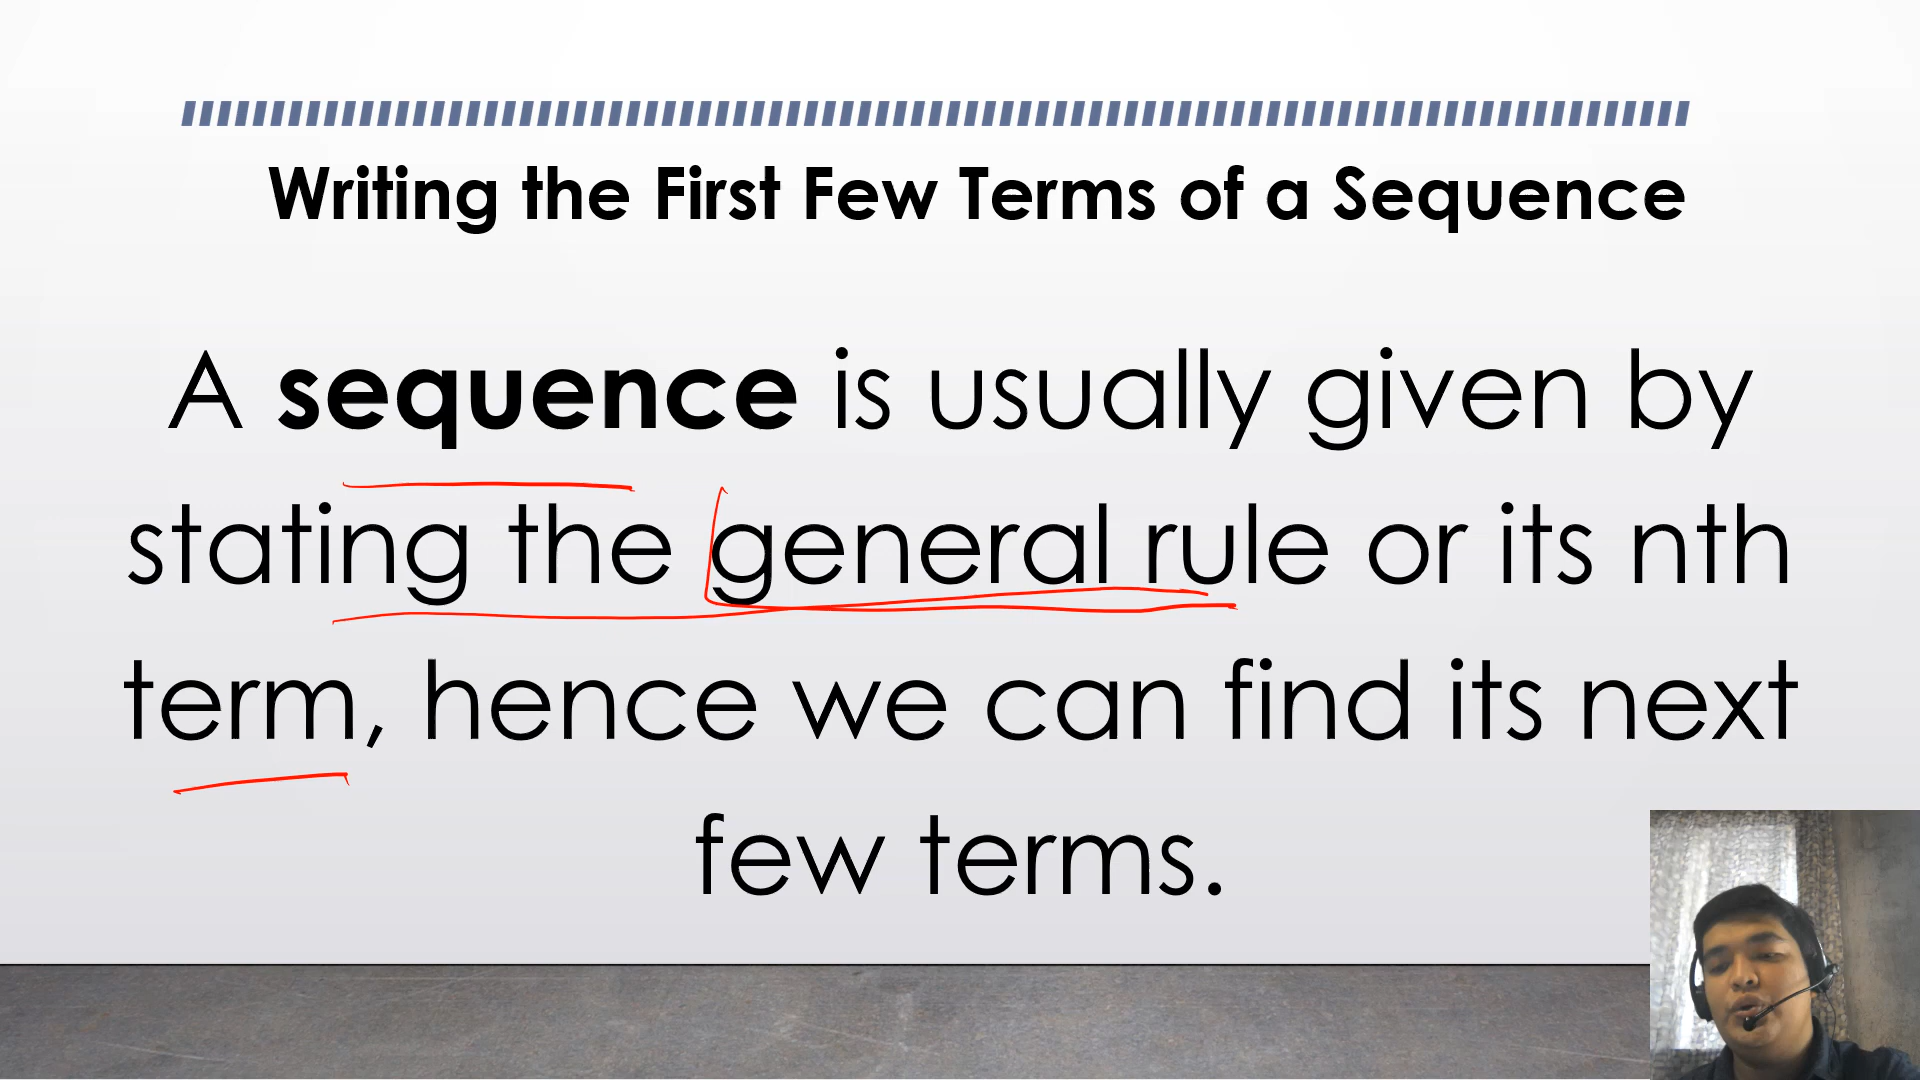 Writing the First Few Terms of a Sequence
A sequence is usually given by
stating the general rule or its nth
term, hence we can find its next
few terms.